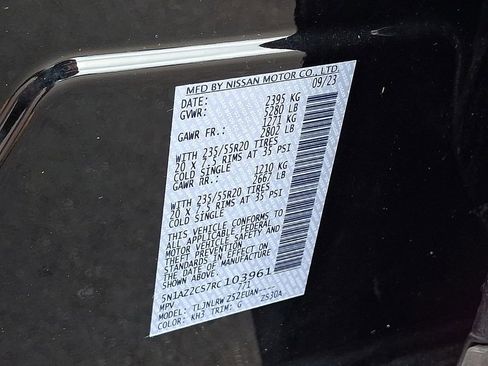 MFD BY NISSAN MOTOR CO., LTD.
DATE: 09/23
GVWR: 2395 KG
5280 LB
GAWR FR.: 1271 KG
2802 LB
WITH 235/55R20 TIRES
20 X 7.5 RIMS AT 35 PSI
COLD SINGLE
GAWR RR.: 1210 KG
2667 LB
WITH 235/55R20 TIRES
20 X 7.5 RIMS AT 35 PSI
COLD SINGLE
THIS VEHICLE CONFORMS TO
ALL APPLICABLE FEDERAL
MOTOR VEHICLE SAFETY AND
STANDARDS IN EFFECT ON
THE DATE OF MANUFACTURE
5N1AZ2CS7RC103961
MPV 771
MODEL: TLJNLRW Z52EUAN----
COLOR: KH3 TRIM: G ZS30A